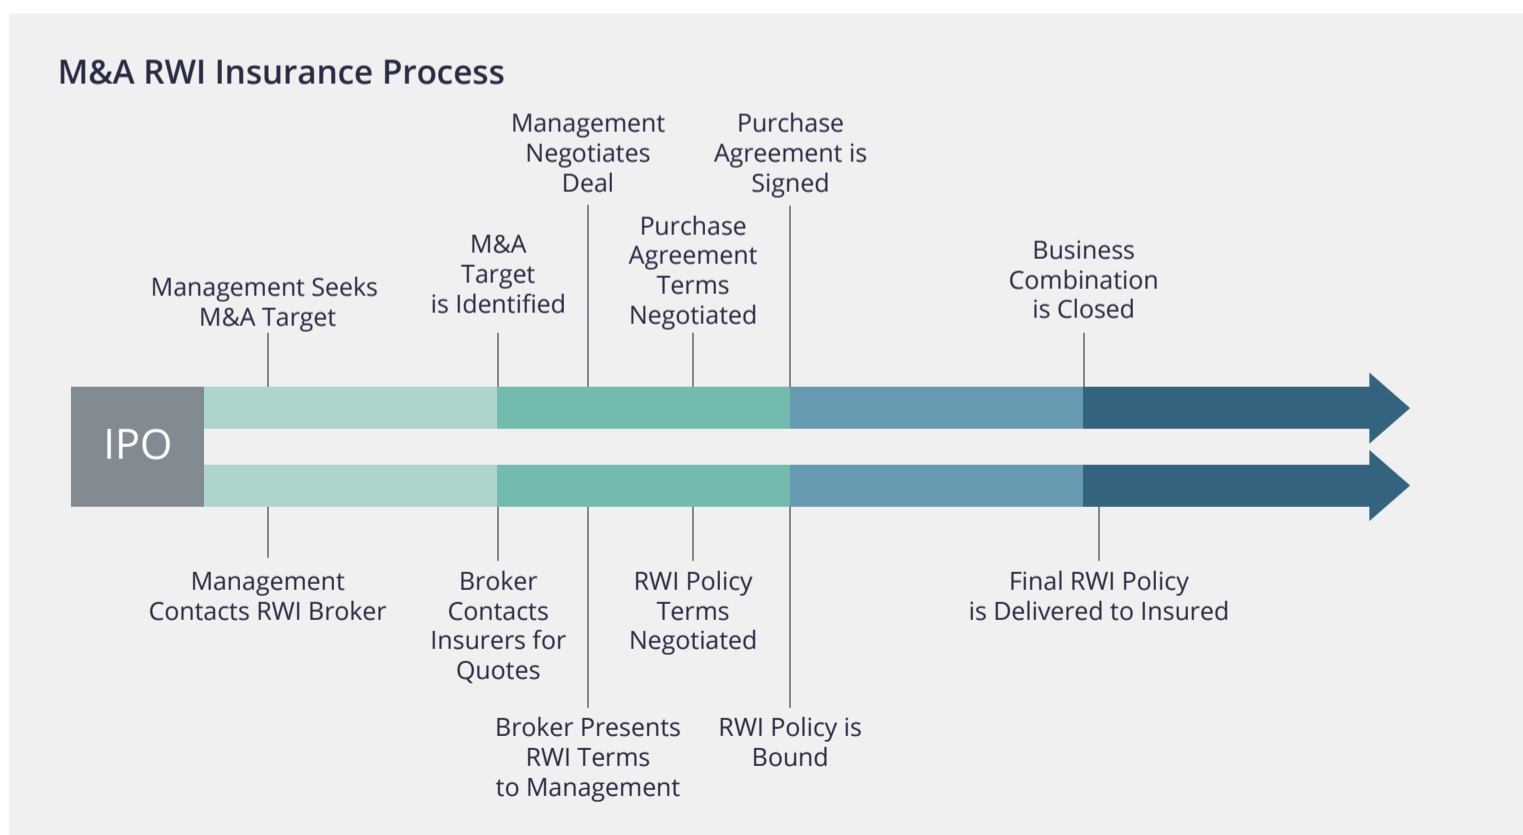 M&A RWI Insurance Process
Management
Negotiates
Deal
Purchase
Agreement is
Signed
Management Seeks
M&A Target
M&A
Target
is Identified
Purchase
Agreement
Terms
Negotiated
Business
Combination
is Closed
IPO
Management
Contacts RWI Broker
Broker
Contacts
Insurers for
Quotes
RWI Policy
Terms
Negotiated
Final RWI Policy
is Delivered to Insured
Broker Presents
RWI Terms
to Management
RWI Policy is
Bound